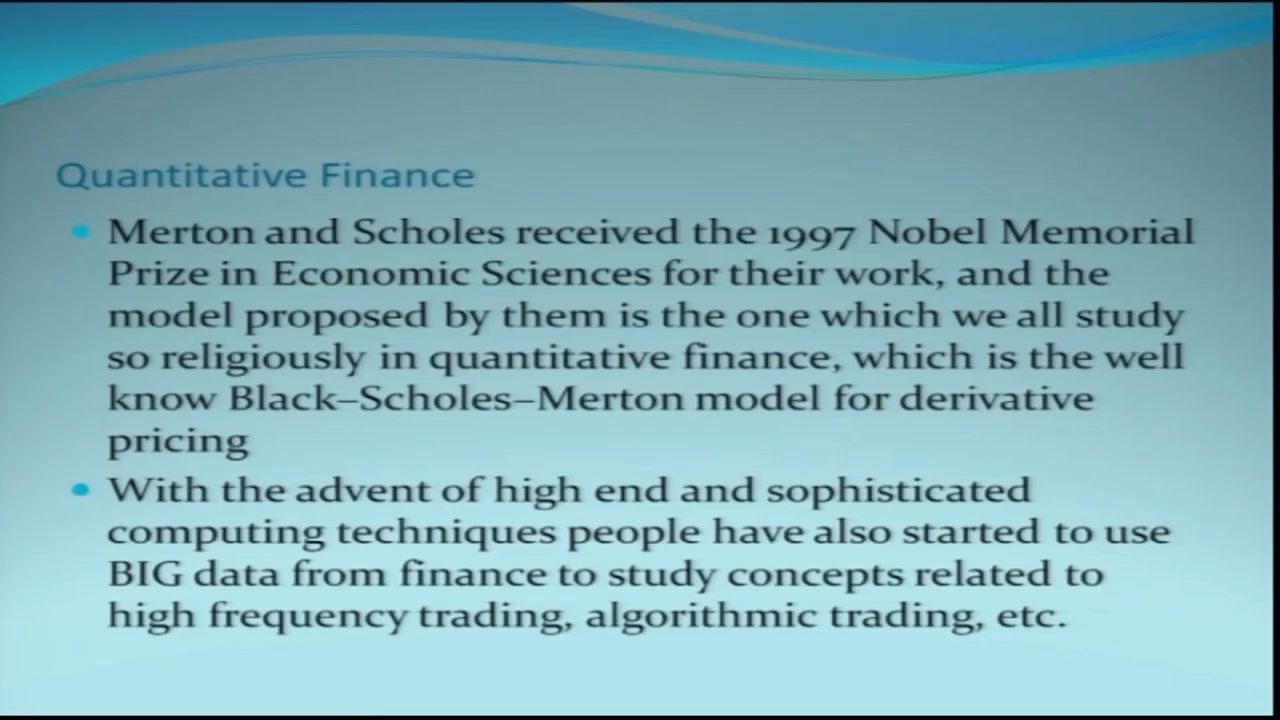 Quantitative Finance
• Merton and Scholes received the 1997 Nobel Memorial
Prize in Economic Sciences for their work, and the
model proposed by them is the one which we all study
so religiously in quantitative finance, which is the well
know Black–Scholes–Merton model for derivative
pricing
• With the advent of high end and sophisticated
computing techniques people have also started to use
BIG data from finance to study concepts related to
high frequency trading, algorithmic trading, etc.